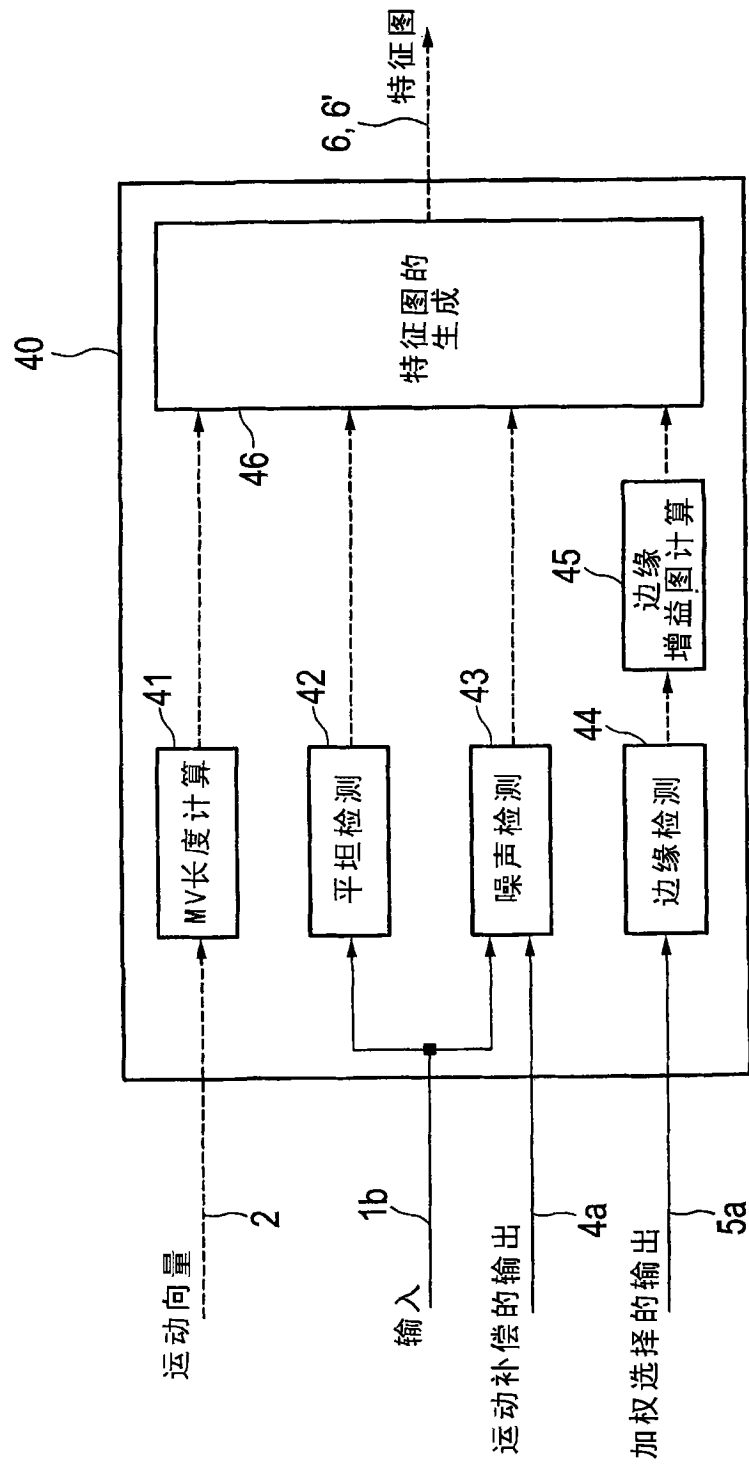 40
运动向量
2
MV长度计算
41
输入
1b
平坦检测
42
运动补偿的输出
4a
噪声检测
43
加权选择的输出
5a
边缘检测
44
边缘
增益图计算
45
特征图的
生成
46
6, 6'
特征图